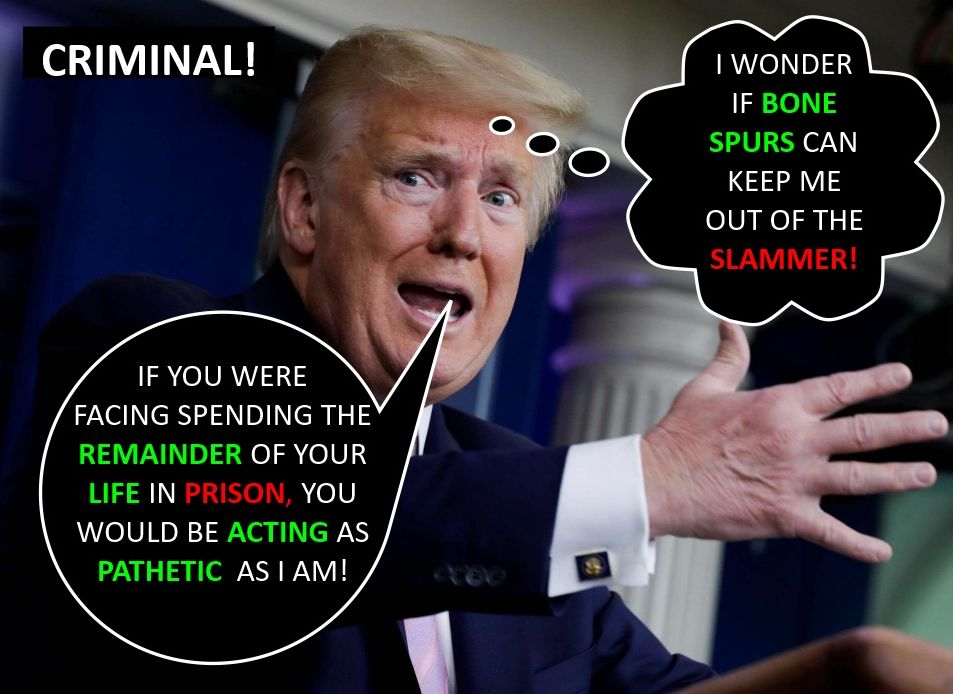 CRIMINAL!
I WONDER
IF BONE
SPURS CAN
KEEP ME
OUT OF THE
SLAMMER!
IF YOU WERE
FACING SPENDING THE
REMAINDER OF YOUR
LIFE IN PRISON, YOU
WOULD BE ACTING AS
PATHETIC AS I AM!